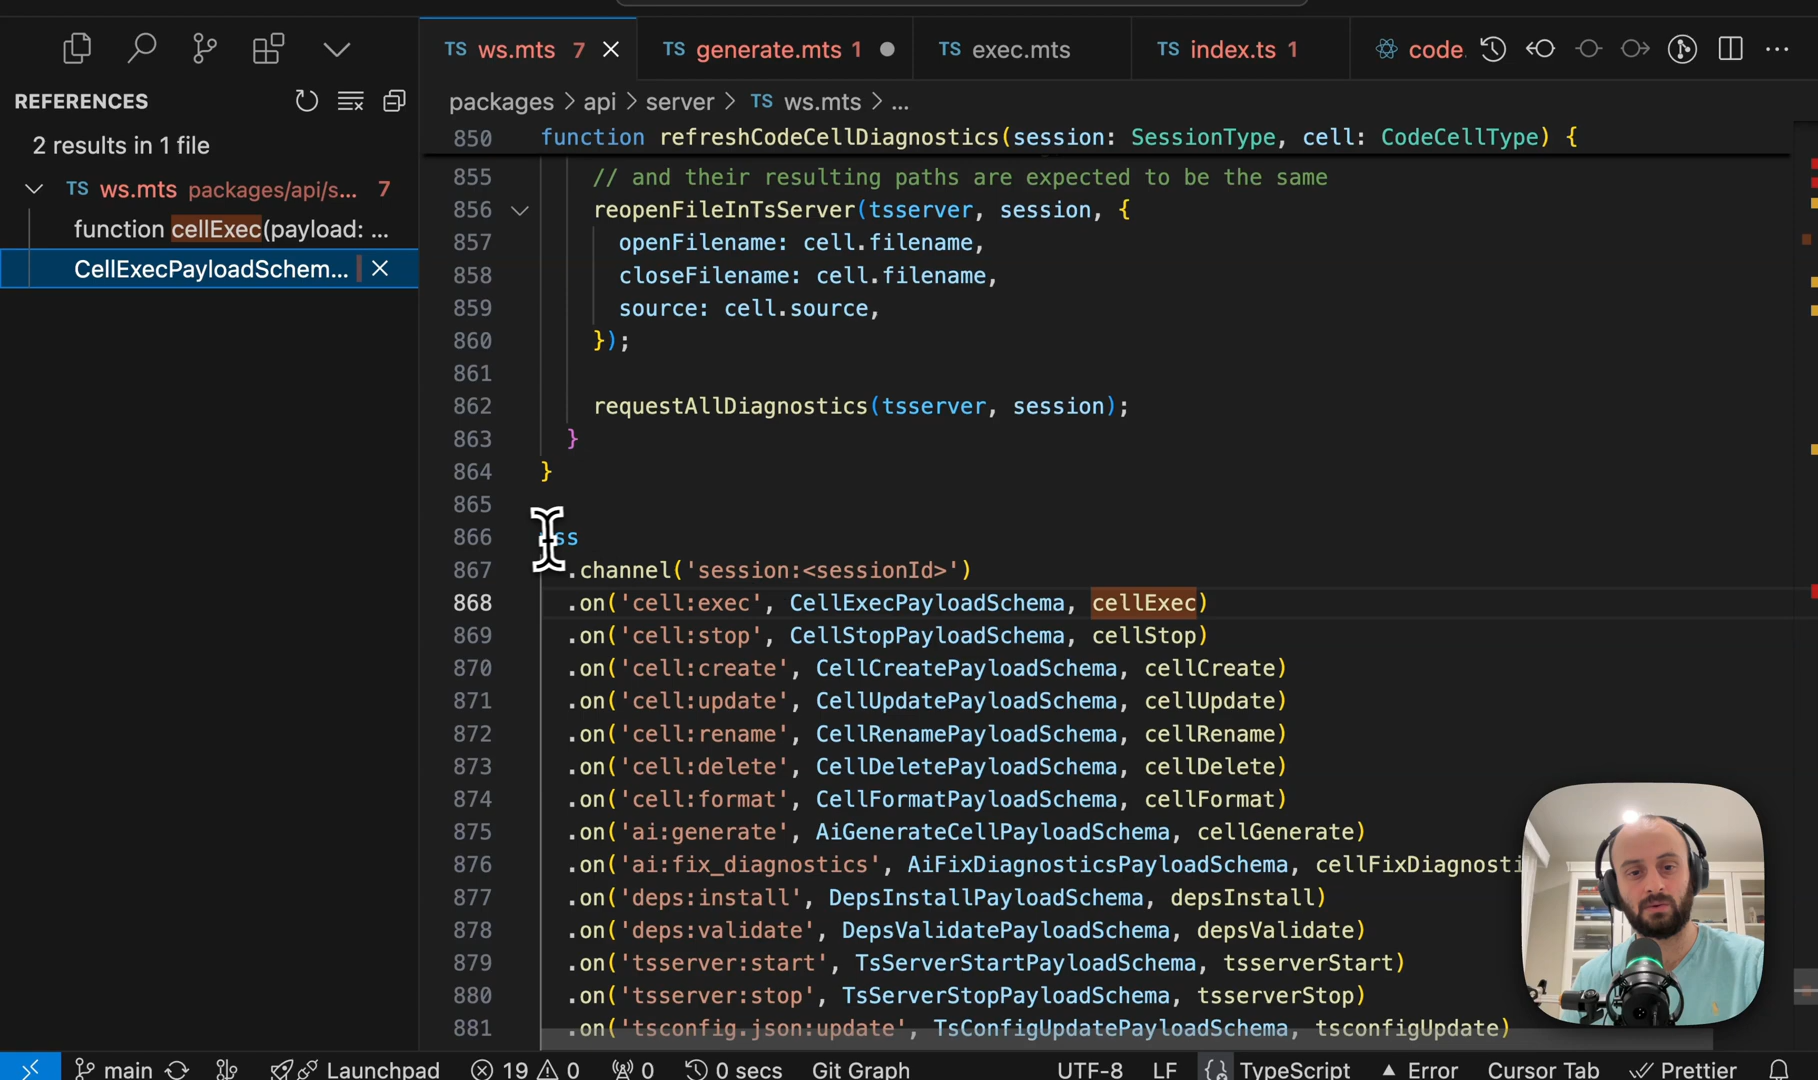 TS ws.mts 7
TS generate.mts 1
TS exec.mts
TS index.ts 1
code.
REFERENCES
2 results in 1 file
TS ws.mts packages/api/s... 7
function cellExec(payload: ...
CellExecPayloadSchem...
packages > api > server > TS ws.mts > ...
850 function refreshCodeCellDiagnostics(session: SessionType, cell: CodeCellType) {
855 // and their resulting paths are expected to be the same
856 reopenFileInTsServer(tsserver, session, {
857 openFilename: cell.filename,
858 closeFilename: cell.filename,
859 source: cell.source,
860 });
861
862 requestAllDiagnostics(tsserver, session);
863 }
864 }
865
866 ss
867 .channel('session:<sessionId>')
868 .on('cell:exec', CellExecPayloadSchema, cellExec)
869 .on('cell:stop', CellStopPayloadSchema, cellStop)
870 .on('cell:create', CellCreatePayloadSchema, cellCreate)
871 .on('cell:update', CellUpdatePayloadSchema, cellUpdate)
872 .on('cell:rename', CellRenamePayloadSchema, cellRename)
873 .on('cell:delete', CellDeletePayloadSchema, cellDelete)
874 .on('cell:format', CellFormatPayloadSchema, cellFormat)
875 .on('ai:generate', AiGenerateCellPayloadSchema, cellGenerate)
876 .on('ai:fix_diagnostics', AiFixDiagnosticsPayloadSchema, cellFixDiagnosti
877 .on('deps:install', DepsInstallPayloadSchema, depsInstall)
878 .on('deps:validate', DepsValidatePayloadSchema, depsValidate)
879 .on('tsserver:start', TsServerStartPayloadSchema, tsserverStart)
880 .on('tsserver:stop', TsServerStopPayloadSchema, tsserverStop)
881 .on('tsconfig.json:update', TsConfigUpdatePayloadSchema, tsconfigUpdate)
main Launchpad 19 0 0 0 secs Git Graph UTF-8 LF {} TypeScript Error Cursor Tab Prettier